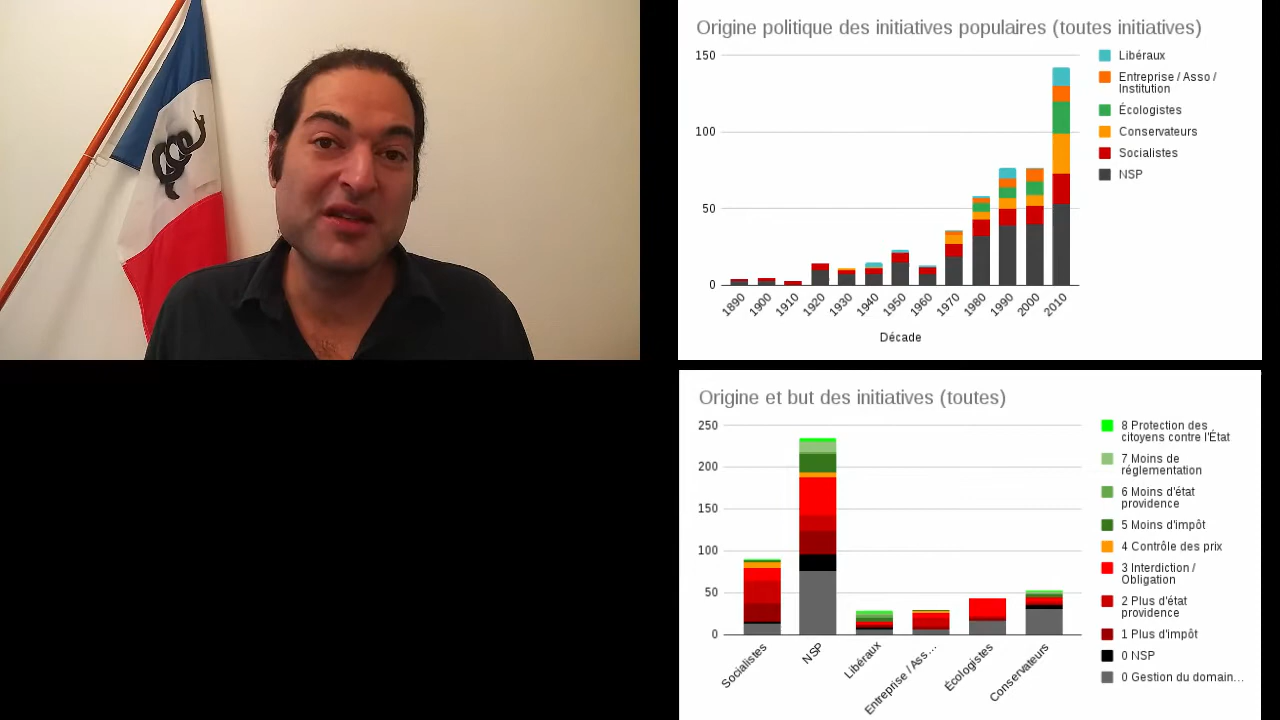 Origine politique des initiatives populaires (toutes initiatives)
150
100
50
0
1890
1900
1910
1920
1930
1940
1950
1960
1970
1980
1990
2000
2010
Décade
Libéraux
Entreprise / Asso /
Institution
Écologistes
Conservateurs
Socialistes
NSP
Origine et but des initiatives (toutes)
250
200
150
100
50
0
Socialistes
NSP
Libéraux
Entreprise / Ass…
Écologistes
Conservateurs
8 Protection des
citoyens contre l'État
7 Moins de
réglementation
6 Moins d'état
providence
5 Moins d'impôt
4 Contrôle des prix
3 Interdiction /
Obligation
2 Plus d'état
providence
1 Plus d'impôt
0 NSP
0 Gestion du domain…